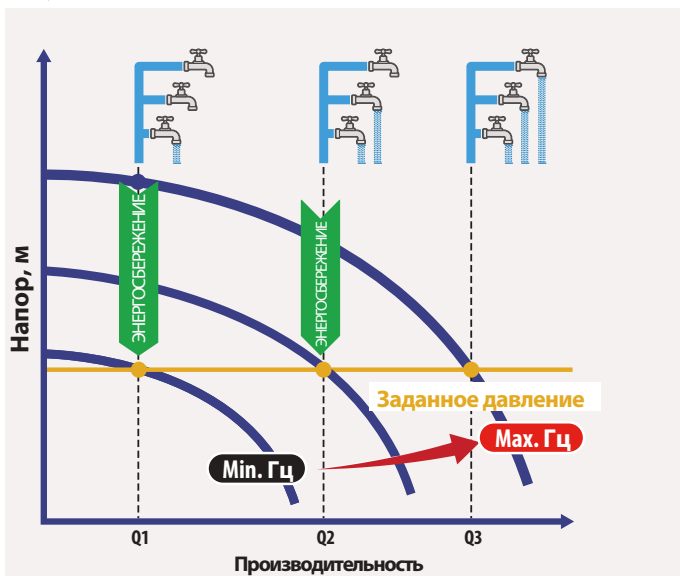 Напор, м
ЭНЕРГОСБЕРЕЖЕНИЕ
ЭНЕРГОСБЕРЕЖЕНИЕ
Заданное давление
Max. Гц
Min. Гц
Q1
Q2
Q3
Производительность